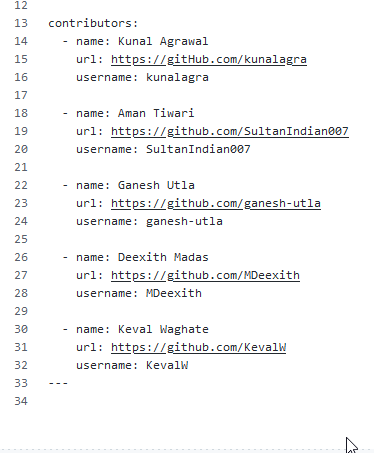 12
13 contributors:
14   - name: Kunal Agrawal
15     url: https://gitHub.com/kunalagra
16     username: kunalagra
17
18   - name: Aman Tiwari
19     url: https://github.com/SultanIndian007
20     username: SultanIndian007
21
22   - name: Ganesh Utla
23     url: https://github.com/ganesh-utla
24     username: ganesh-utla
25
26   - name: Deexith Madas
27     url: https://github.com/MDeexith
28     username: MDeexith
29
30   - name: Keval Waghate
31     url: https://github.com/KevalW
32     username: KevalW
33 ---
34